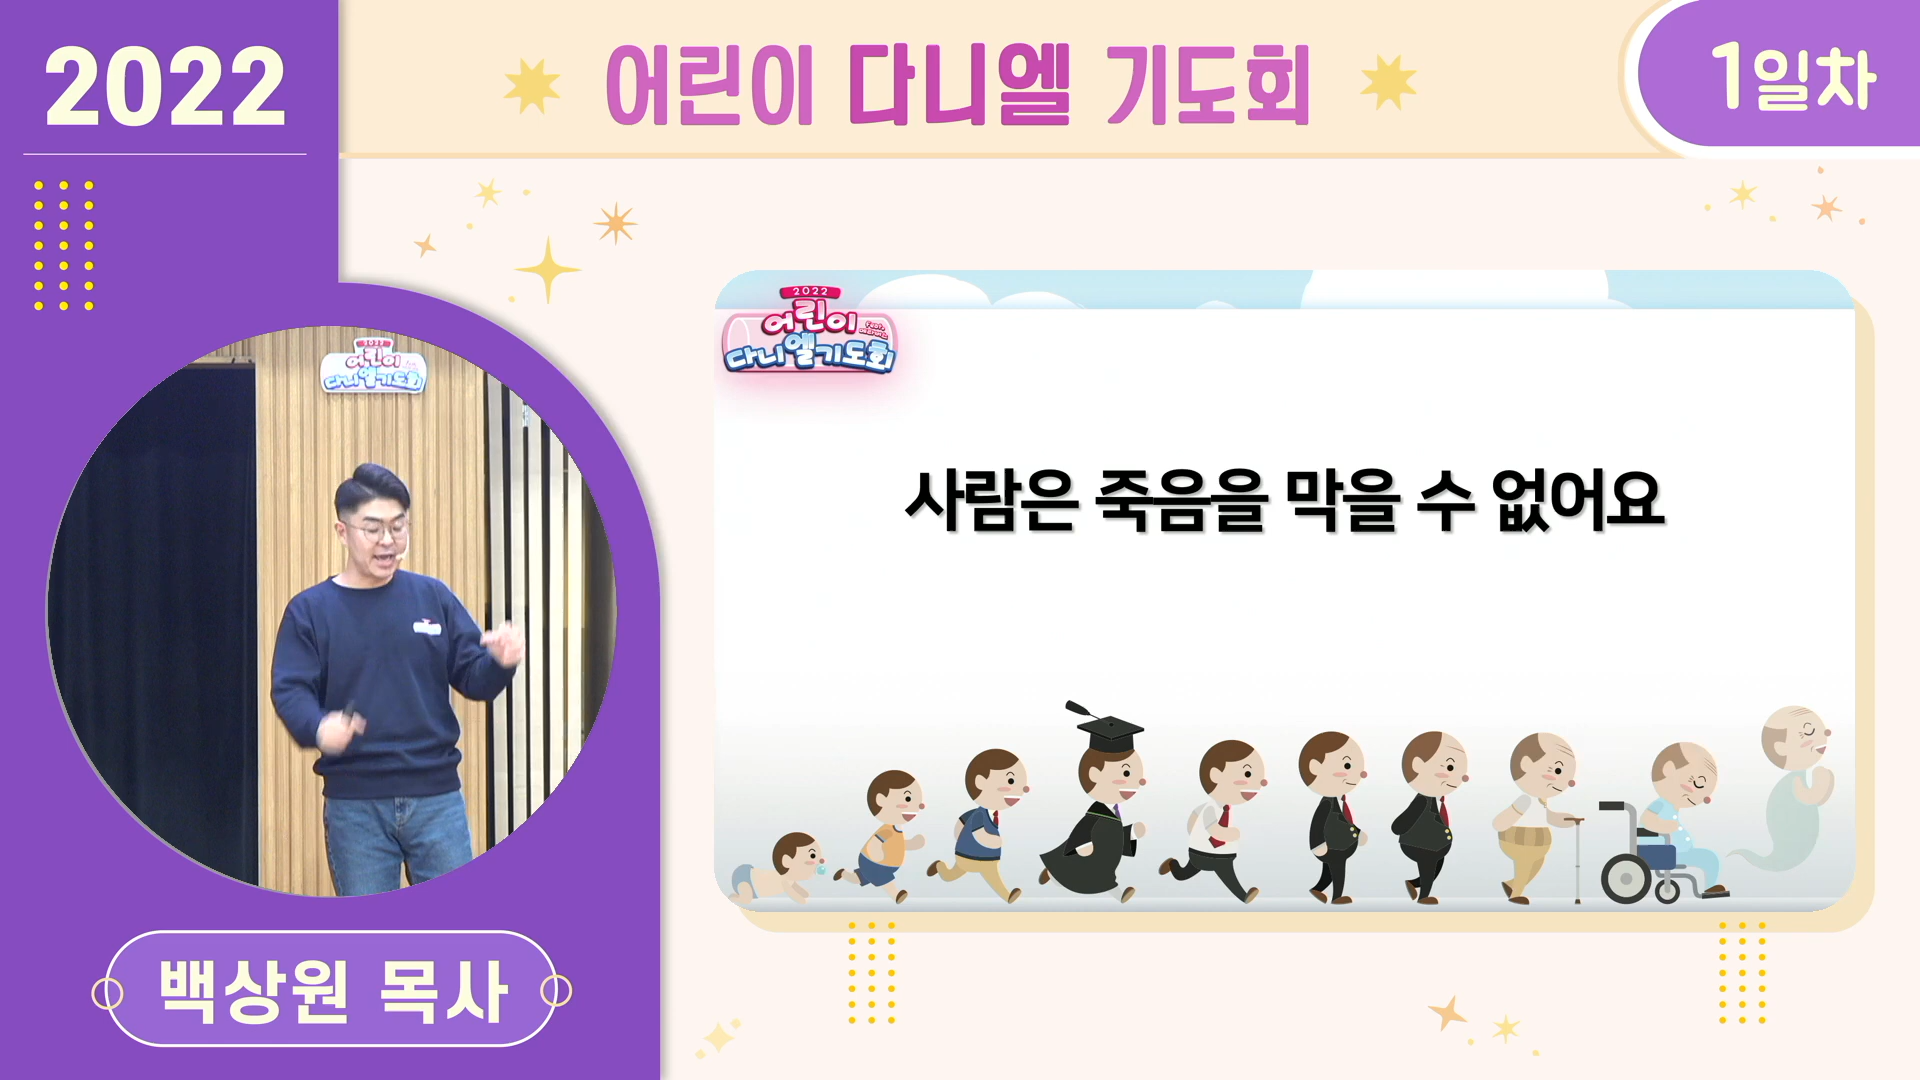 2022
어린이 다니엘 기도회
1일차
2022
어린이
다니엘기도회
사람은 죽음을 막을 수 없어요
2022
어린이
다니엘기도회
백상원 목사